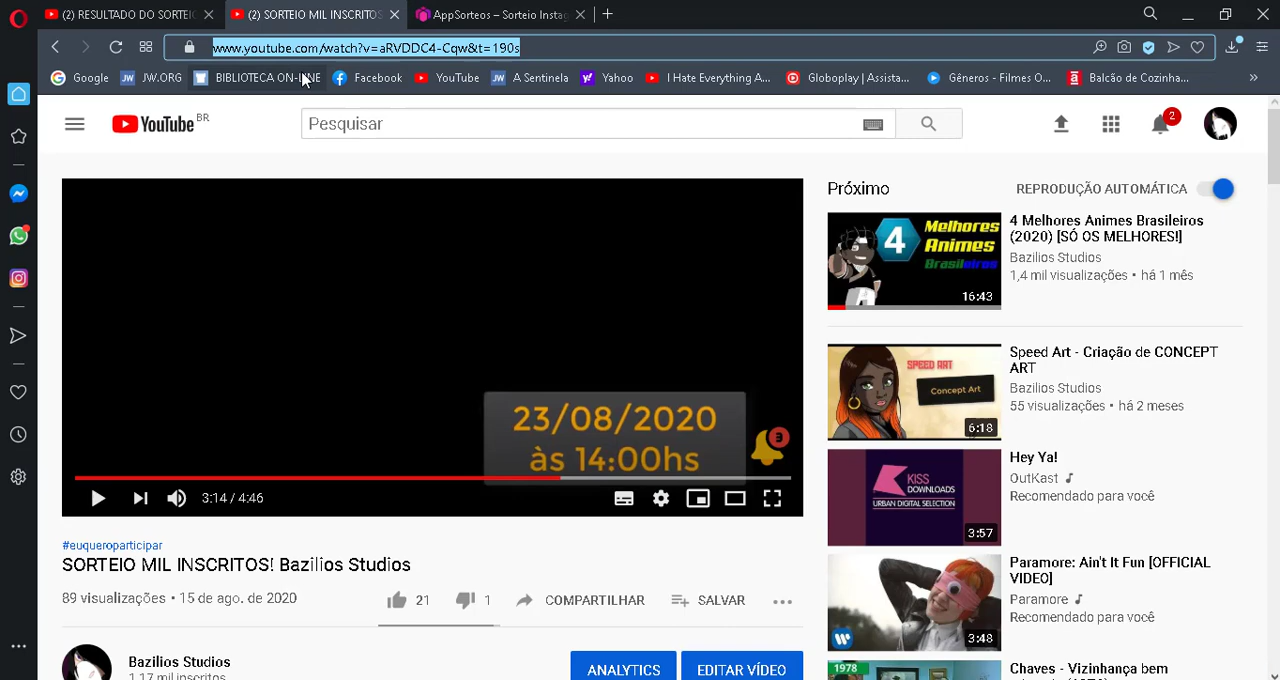 (2) RESULTADO DO SORTEIO
(2) SORTEIO MIL INSCRITOS
AppSorteos – Sorteio Instag
www.youtube.com/watch?v=aRVDDC4-Cqw&t=190s
Google
JW.ORG
BIBLIOTECA ON-LINE
Facebook
YouTube
A Sentinela
Yahoo
I Hate Everything A...
Globoplay | Assista...
Gêneros - Filmes O...
Balcão de Cozinha...
YouTube BR
Pesquisar
2
23/08/2020
às 14:00hs
3
3:14 / 4:46
#euqueroparticipar
SORTEIO MIL INSCRITOS! Bazilios Studios
89 visualizações • 15 de ago. de 2020
21
1
COMPARTILHAR
SALVAR
Bazilios Studios
1,17 mil inscritos
ANALYTICS
EDITAR VÍDEO
Próximo
REPRODUÇÃO AUTOMÁTICA
4 Melhores Animes Brasileiros
16:43
4 Melhores Animes Brasileiros
(2020) [SÓ OS MELHORES!]
Bazilios Studios
1,4 mil visualizações • há 1 mês
SPEED ART
Concept Art
6:18
Speed Art - Criação de CONCEPT
ART
Bazilios Studios
55 visualizações • há 2 meses
KISS
DOWNLOADS
URBAN DIGITAL SELECTION
3:57
Hey Ya!
OutKast
Recomendado para você
3:48
Paramore: Ain't It Fun [OFFICIAL
VIDEO]
Paramore
Recomendado para você
1978
Chaves - Vizinhança bem